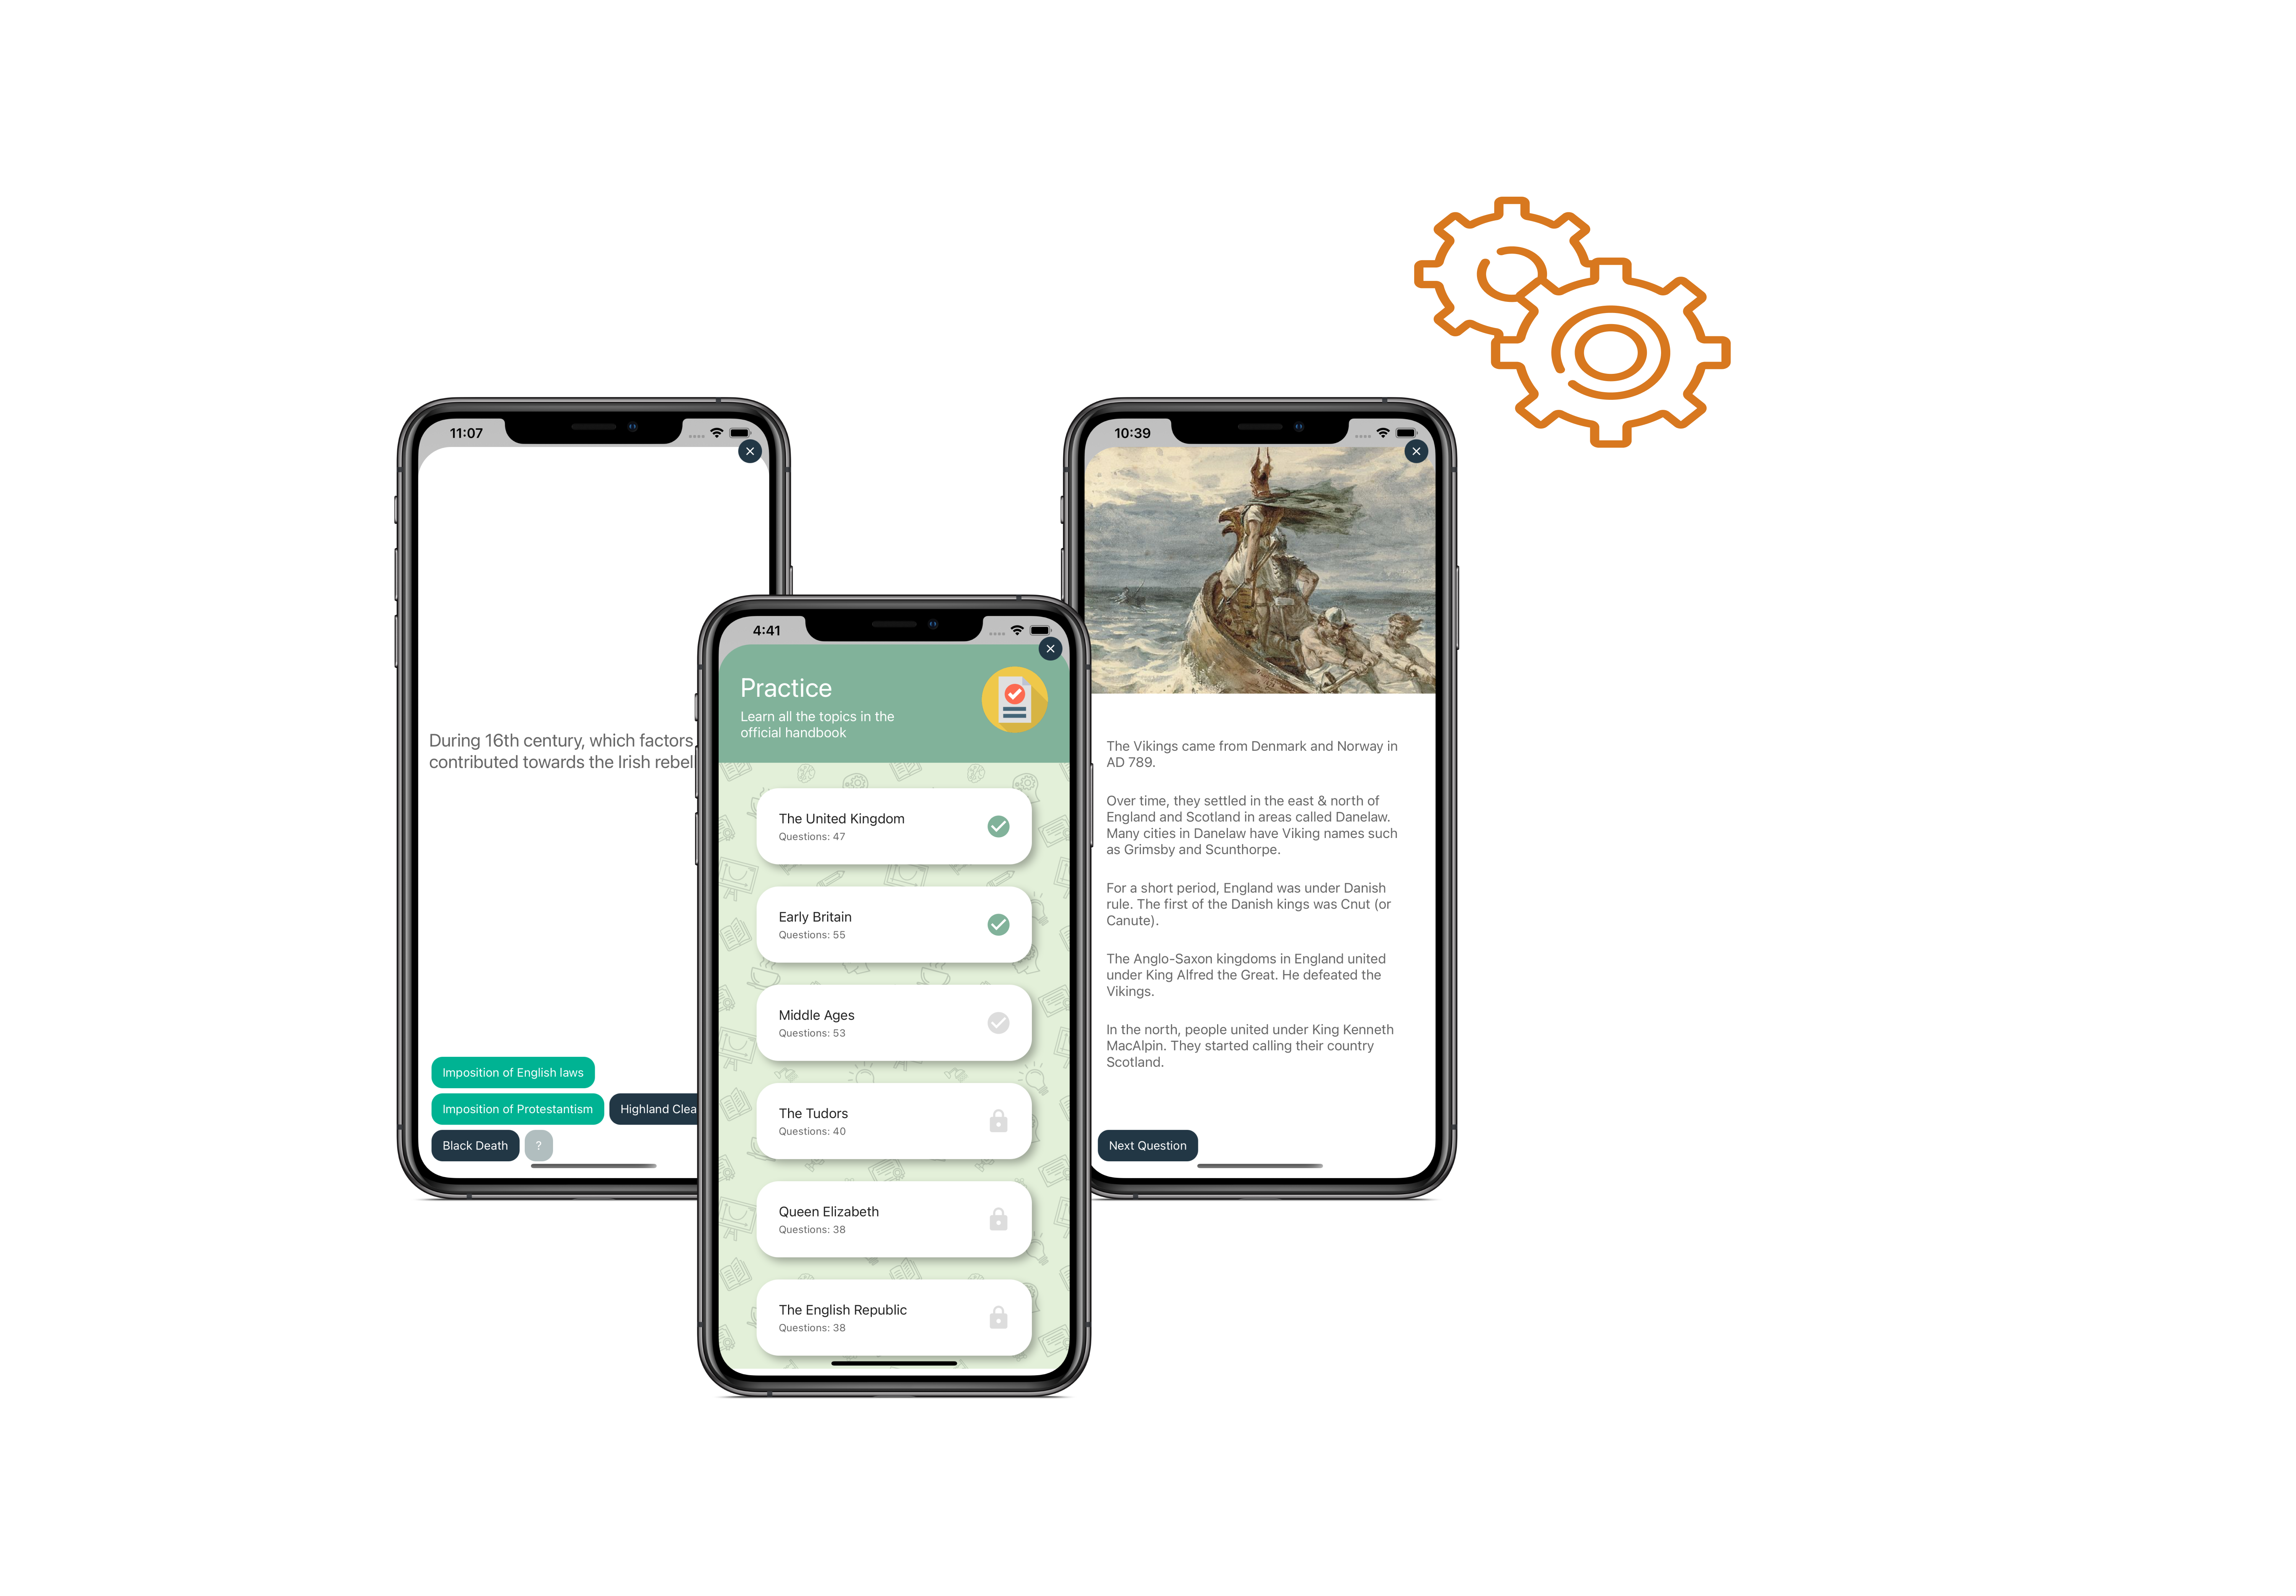 11:07
During 16th century, which factors
contributed towards the Irish rebel
Imposition of English laws
Imposition of Protestantism
Highland Clea
Black Death
?
4:41
Practice
Learn all the topics in the
official handbook
The United Kingdom
Questions: 47
Early Britain
Questions: 55
Middle Ages
Questions: 53
The Tudors
Questions: 40
Queen Elizabeth
Questions: 38
The English Republic
Questions: 38
10:39
The Vikings came from Denmark and Norway in
AD 789.
Over time, they settled in the east & north of
England and Scotland in areas called Danelaw.
Many cities in Danelaw have Viking names such
as Grimsby and Scunthorpe.
For a short period, England was under Danish
rule. The first of the Danish kings was Cnut (or
Canute).
The Anglo-Saxon kingdoms in England united
under King Alfred the Great. He defeated the
Vikings.
In the north, people united under King Kenneth
MacAlpin. They started calling their country
Scotland.
Next Question